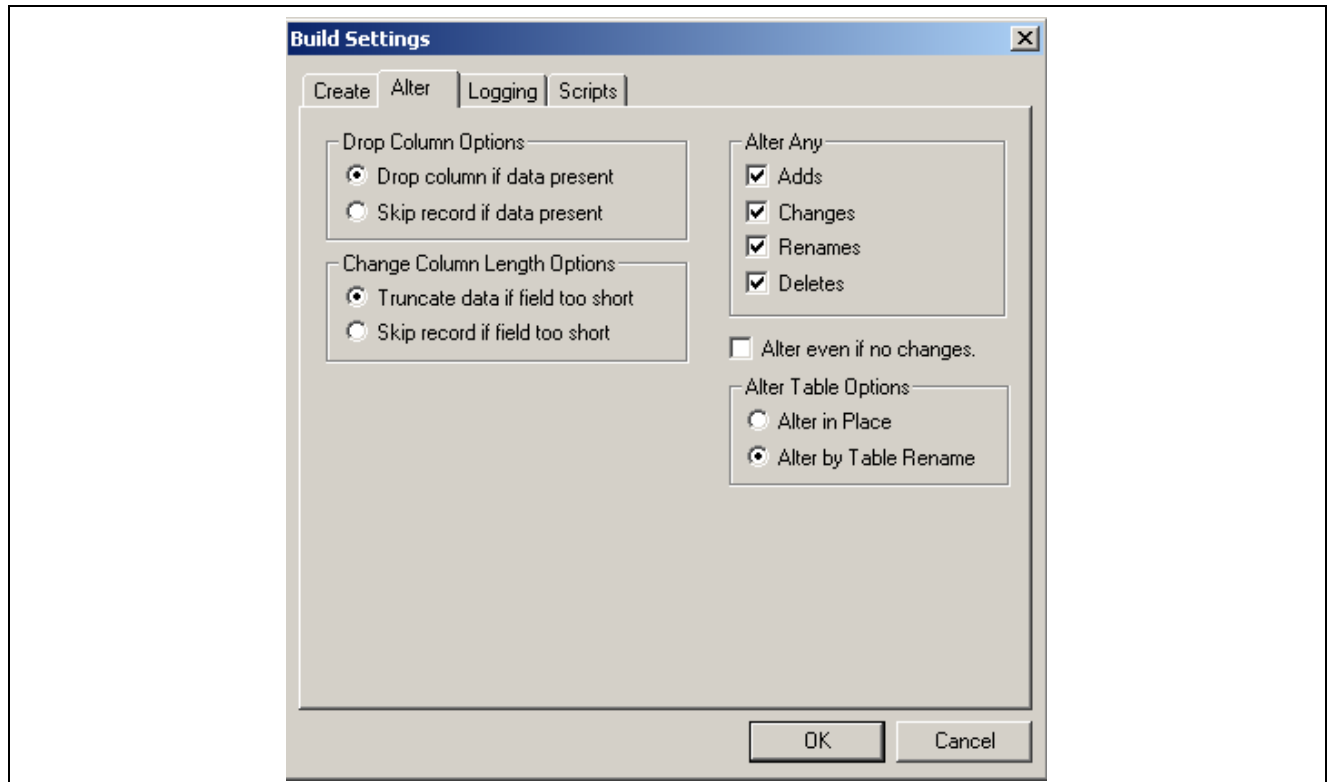 Build Settings
Create Alter Logging Scripts
Drop Column Options
Drop column if data present
Skip record if data present
Change Column Length Options
Truncate data if field too short
Skip record if field too short
Alter Any
Adds
Changes
Renames
Deletes
Alter even if no changes.
Alter Table Options
Alter in Place
Alter by Table Rename
OK Cancel